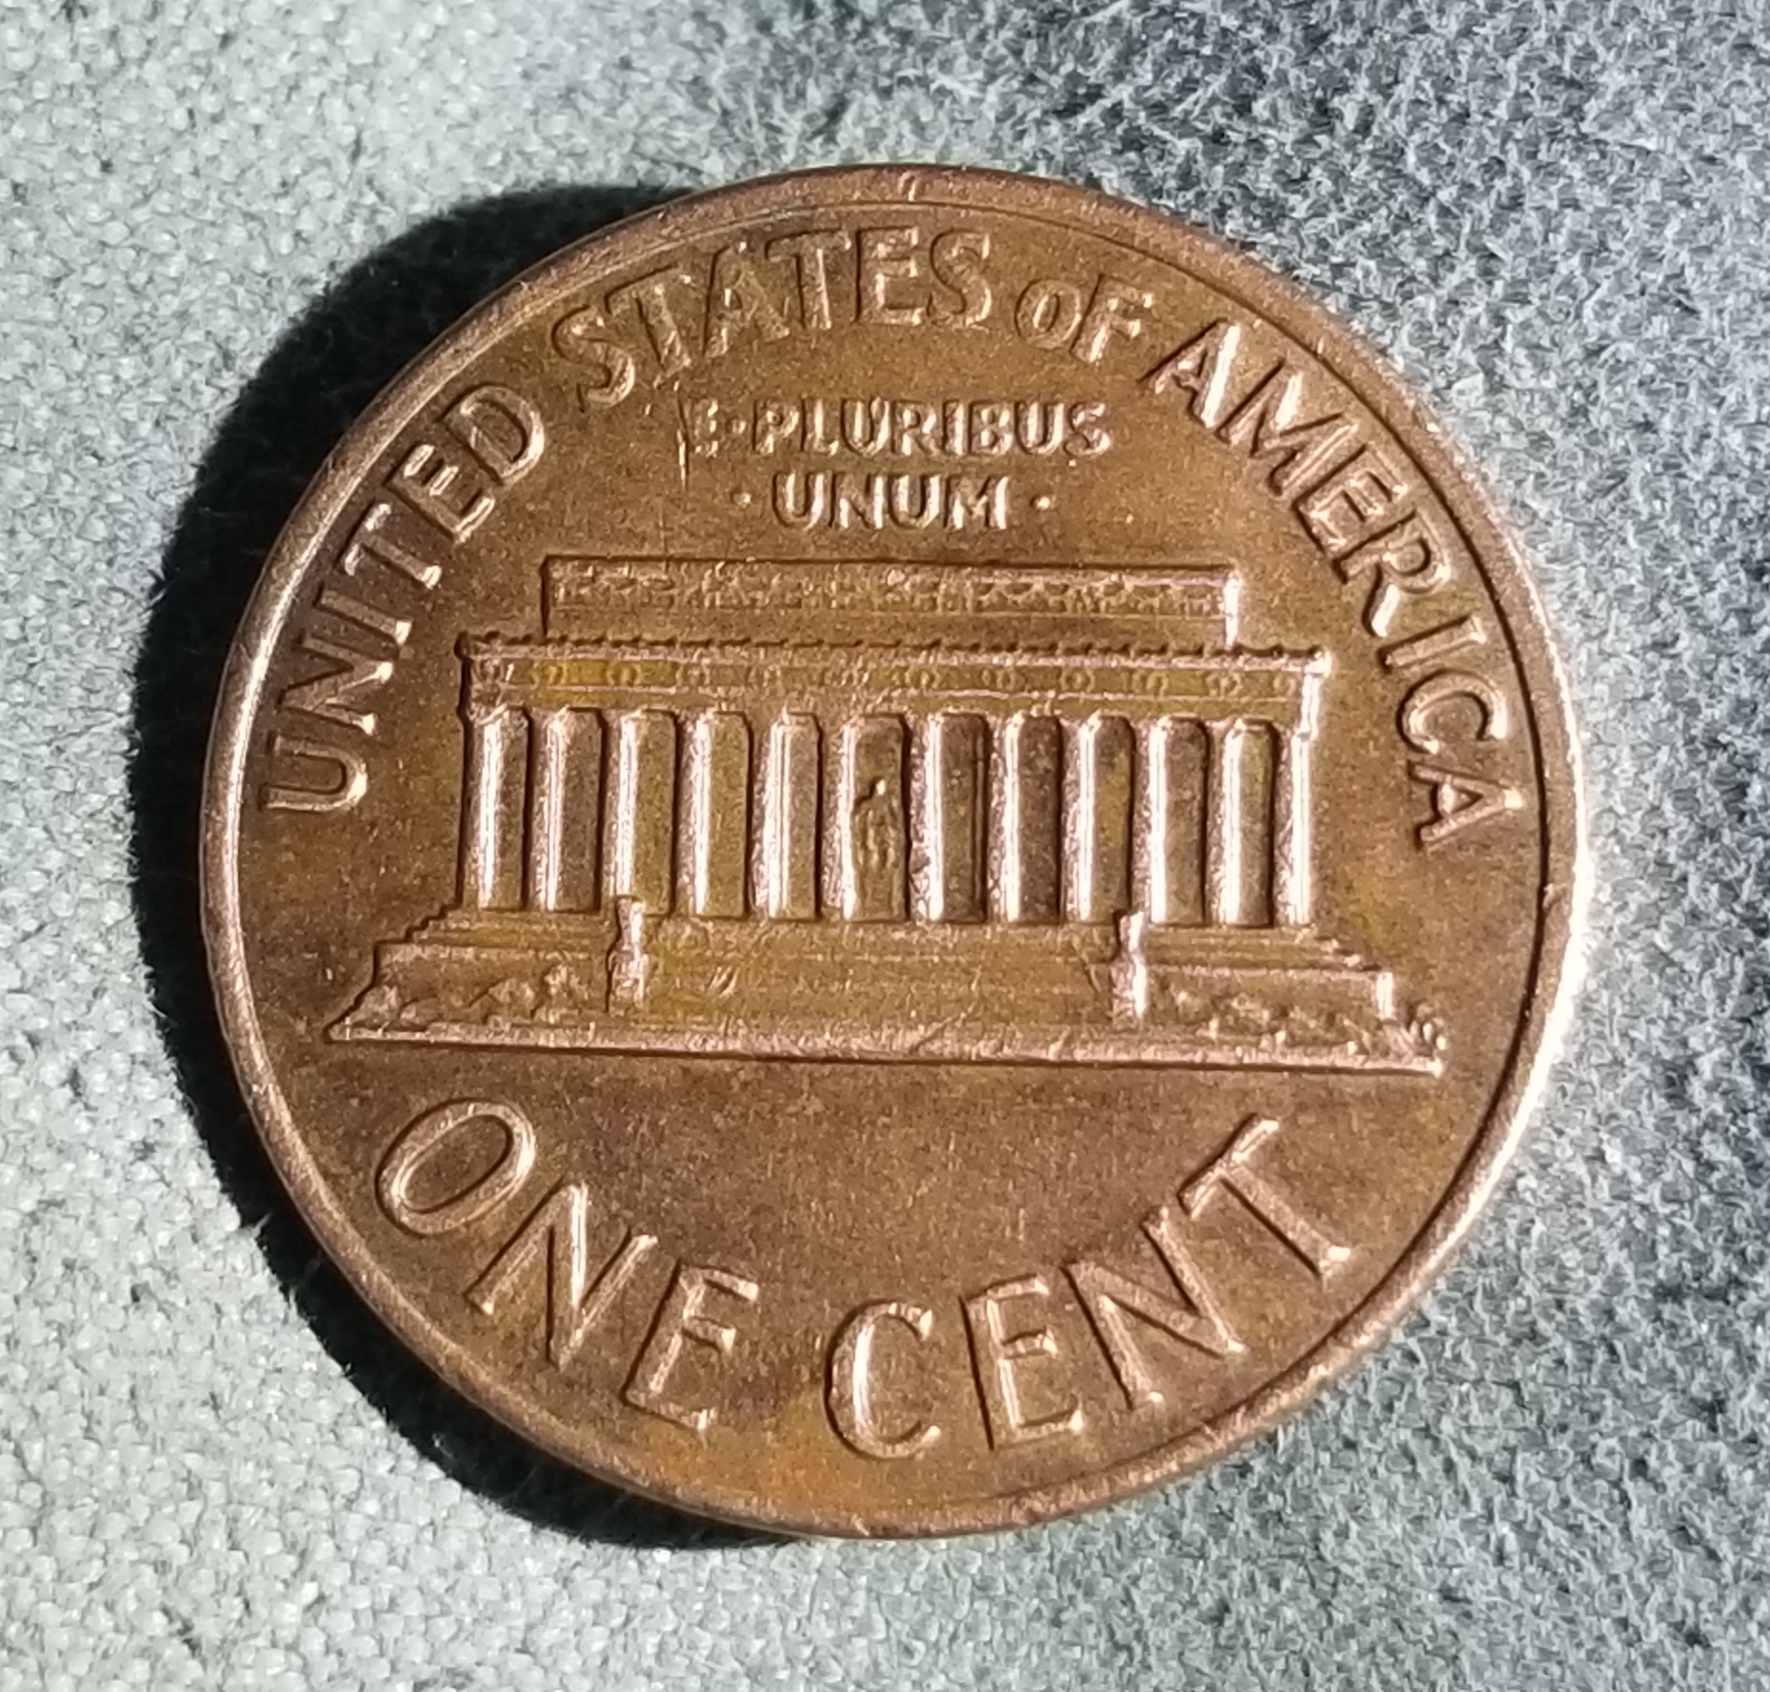 UNITED STATES OF AMERICA
E·PLURIBUS
·UNUM·
ONE CENT